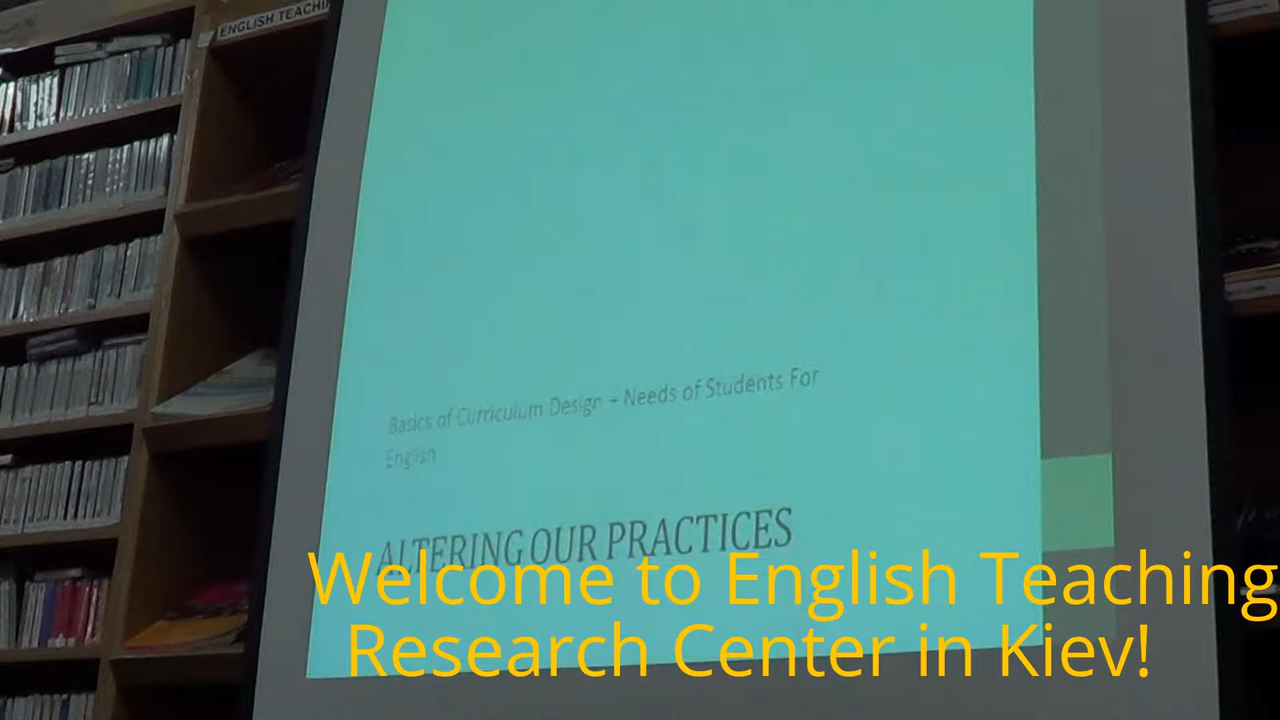 ENGLISH TEACHI
Basics of Curriculum Design – Needs of Students For
English
ALTERING OUR PRACTICES
Welcome to English Teaching
Research Center in Kiev!